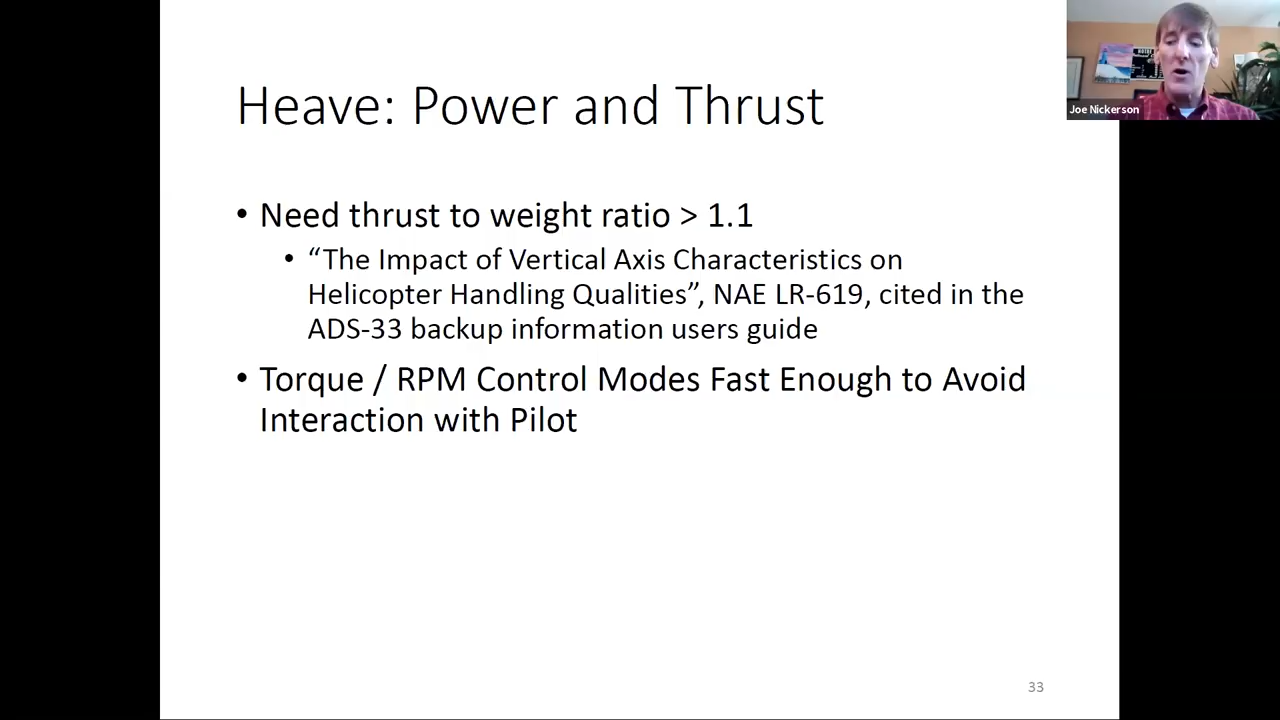 Heave: Power and Thrust
• Need thrust to weight ratio > 1.1
• “The Impact of Vertical Axis Characteristics on
Helicopter Handling Qualities”, NAE LR-619, cited in the
ADS-33 backup information users guide
• Torque / RPM Control Modes Fast Enough to Avoid
Interaction with Pilot
33
Joe Nickerson